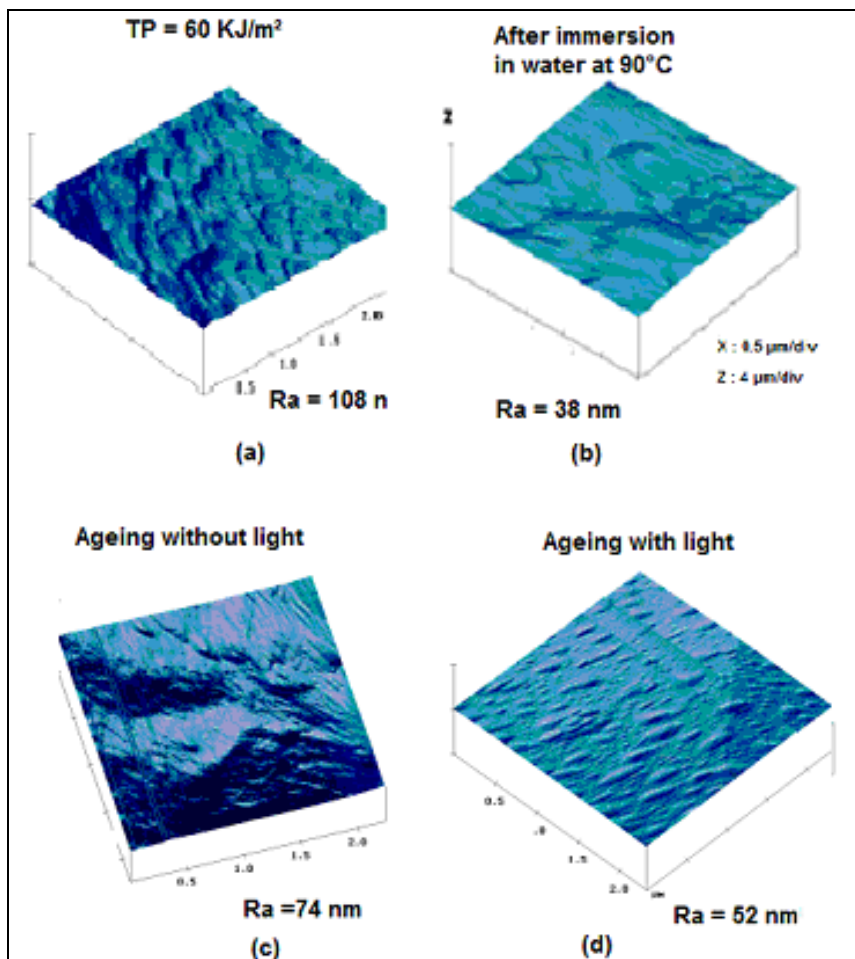 TP = 60 KJ/m²
After immersion
in water at 90°C
Z
0.5
1.0
1.5
2.0
X : 0.5 µm/div
Z : 4 µm/div
Ra = 108 n
Ra = 38 nm
(a)
(b)
Ageing without light
Ageing with light
0.5
1.0
1.5
2.0
0.5
.0
1.5
2.0
µm
Ra =74 nm
Ra = 52 nm
(c)
(d)